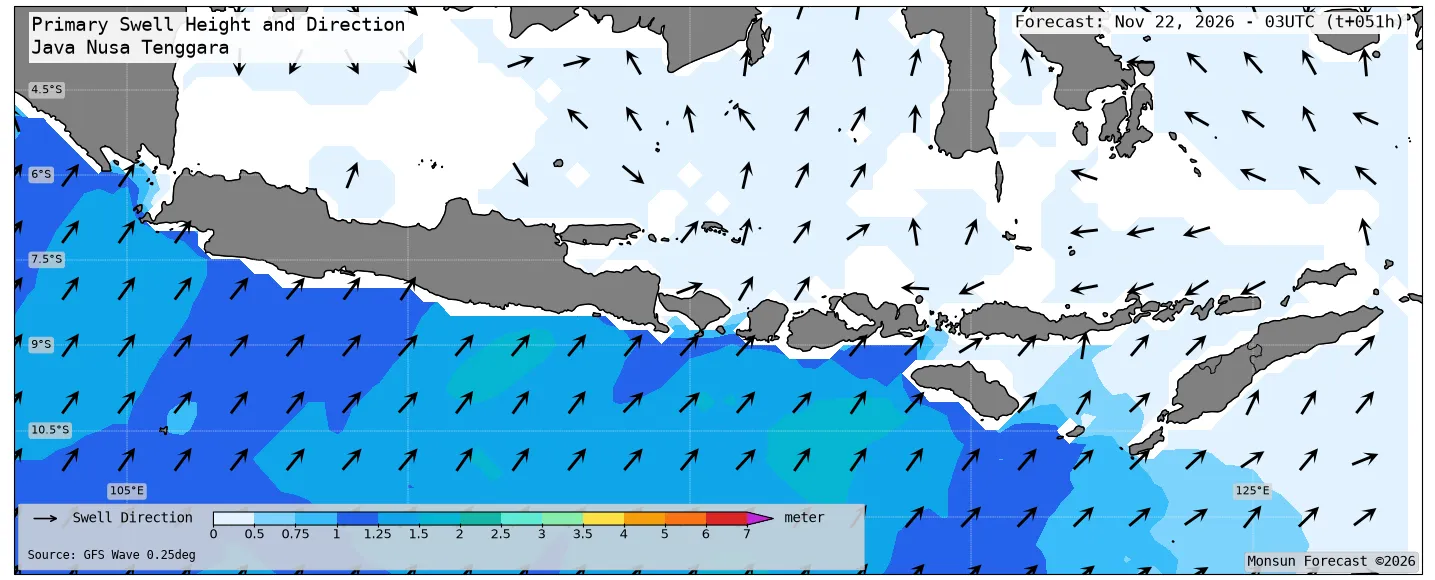 Primary Swell Height and Direction
Java Nusa Tenggara
Forecast: Nov 22, 2026 - 03UTC (t+051h)
4.5°S
6°S
7.5°S
9°S
10.5°S
105°E
125°E
Swell Direction
0 0.5 0.75 1 1.25 1.5 2 2.5 3 3.5 4 5 6 7
meter
Source: GFS Wave 0.25deg
Monsun Forecast ©2026